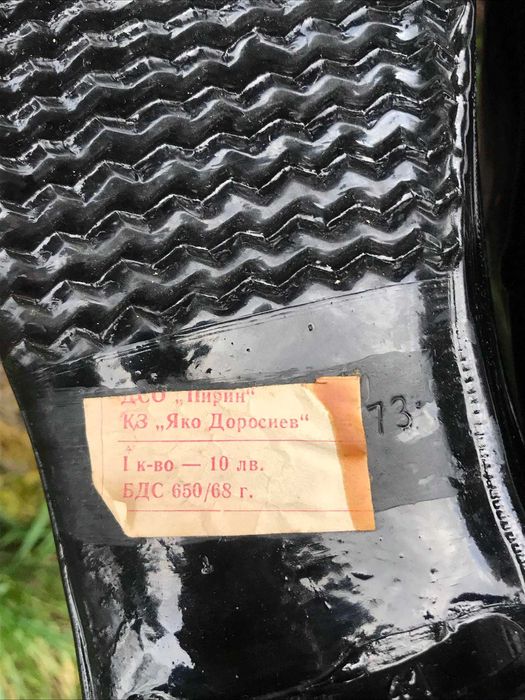 ДСО „Пирин“
КЗ „Яко Доросиев“
I к-во — 10 лв.
БДС 650/68 г.
73